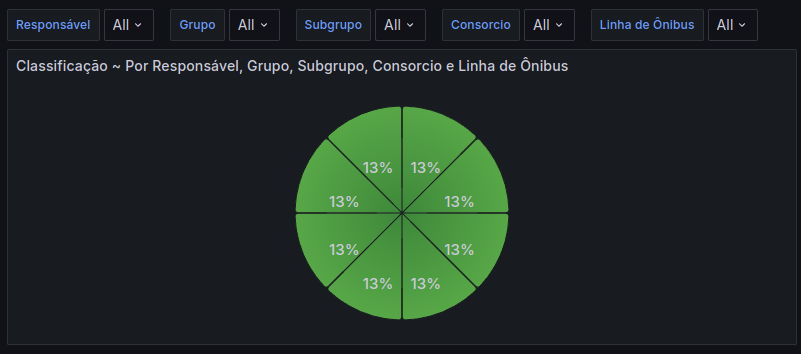 Responsável All Grupo All Subgrupo All Consorcio All Linha de Ônibus All
Classificação ~ Por Responsável, Grupo, Subgrupo, Consorcio e Linha de Ônibus
13% 13%
13% 13%
13% 13%
13% 13%